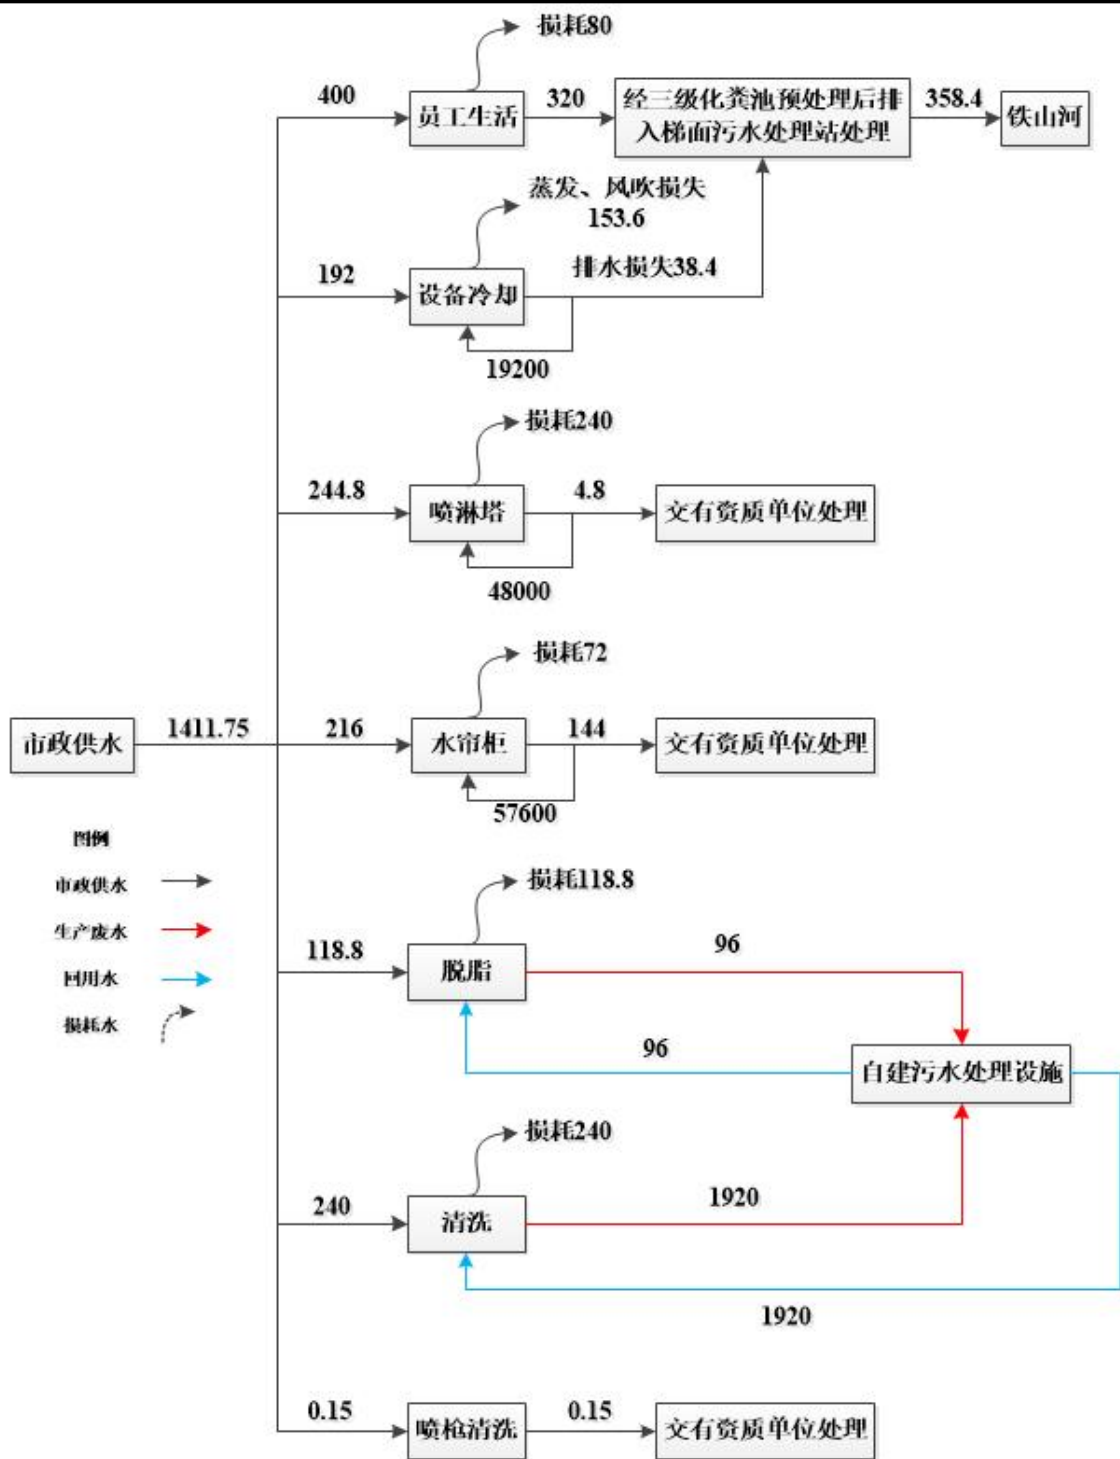 损耗80
400
员工生活
320
经三级化粪池预处理后排
入梯面污水处理站处理
358.4
铁山河
蒸发、风吹损失
153.6
192
设备冷却
排水损失38.4
19200
损耗240
244.8
喷淋塔
4.8
交有资质单位处理
48000
损耗72
市政供水
1411.75
216
水帘柜
144
交有资质单位处理
57600
图例
市政供水
生产废水
回用水
损耗水
损耗118.8
118.8
脱脂
96
96
自建污水处理设施
损耗240
240
清洗
1920
1920
0.15
喷枪清洗
0.15
交有资质单位处理